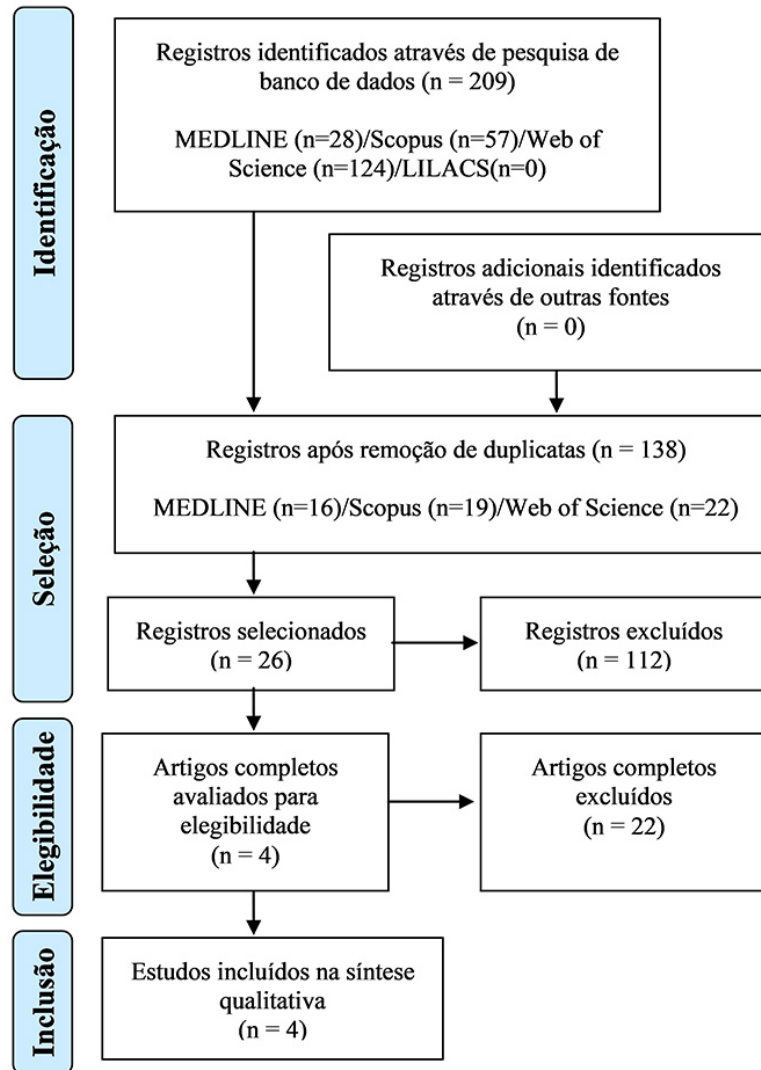 Identificação
Registros identificados através de pesquisa de
banco de dados (n = 209)
MEDLINE (n=28)/Scopus (n=57)/Web of
Science (n=124)/LILACS(n=0)
Registros adicionais identificados
através de outras fontes
(n = 0)
Seleção
Registros após remoção de duplicatas (n = 138)
MEDLINE (n=16)/Scopus (n=19)/Web of Science (n=22)
Registros selecionados
(n = 26)
Registros excluídos
(n = 112)
Elegibilidade
Artigos completos
avaliados para
elegibilidade
(n = 4)
Artigos completos
excluídos
(n = 22)
Inclusão
Estudos incluídos na síntese
qualitativa
(n = 4)